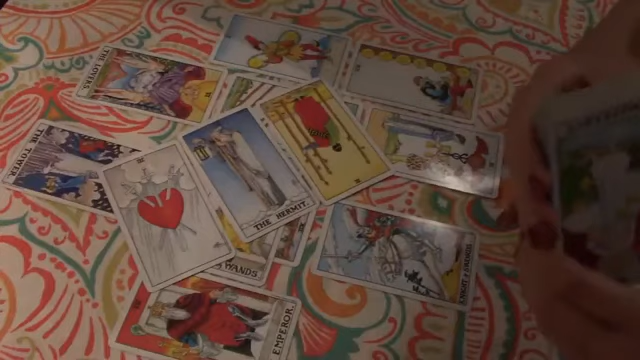 THE LOVERS
THE TOWER
THE HERMIT
WANDS
KNIGHT of SWORDS
EMPEROR